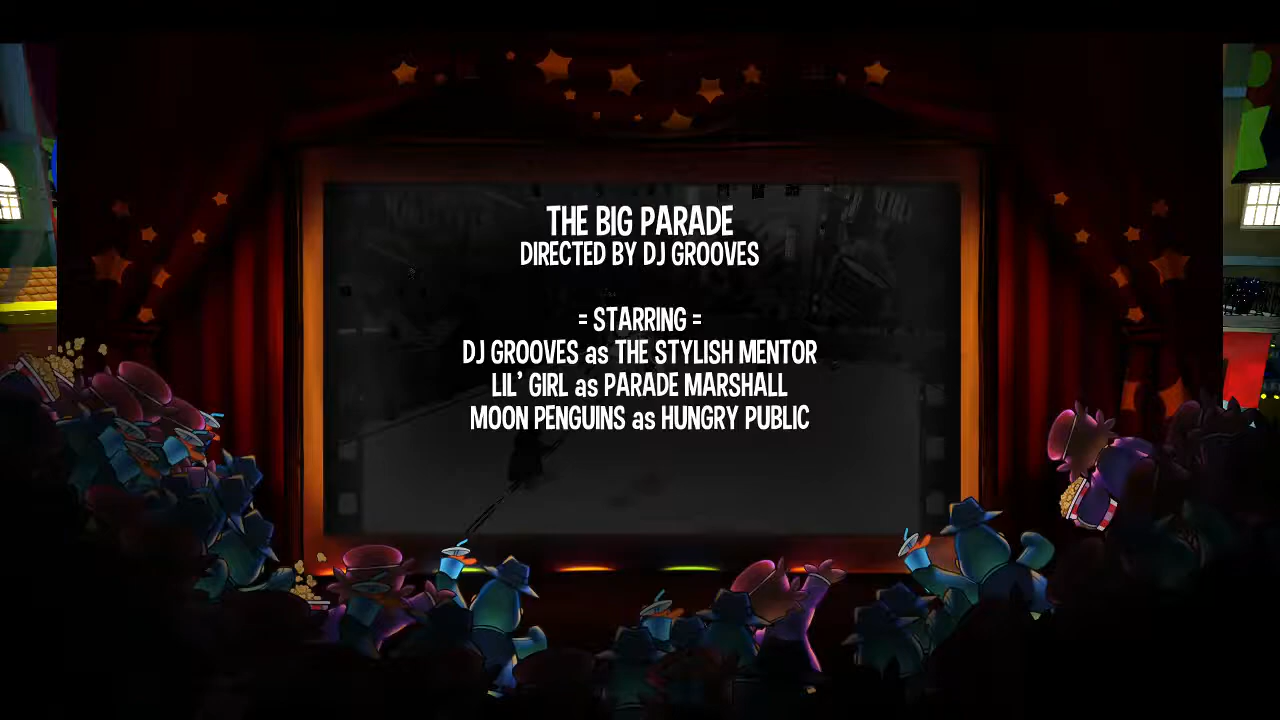 THE BIG PARADE
DIRECTED BY DJ GROOVES
= STARRING =
DJ GROOVES as THE STYLISH MENTOR
LIL' GIRL as PARADE MARSHALL
MOON PENGUINS as HUNGRY PUBLIC